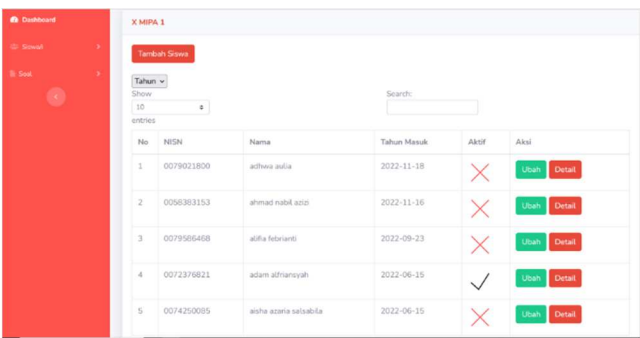 Dashboard
Siswa/i
Soal
X MIPA 1
Tambah Siswa
Tahun
Show
10
entries
Search:
No NISN Nama Tahun Masuk Aktif Aksi
1 0079021800 adhwa aulia 2022-11-18 Ubah Detail
2 0056383153 ahmad nabil azizi 2022-11-16 Ubah Detail
3 0079586468 alifia febrianti 2022-09-23 Ubah Detail
4 0072376821 adam alfriansyah 2022-06-15 Ubah Detail
5 0074250085 aisha azaria salsabila 2022-06-15 Ubah Detail